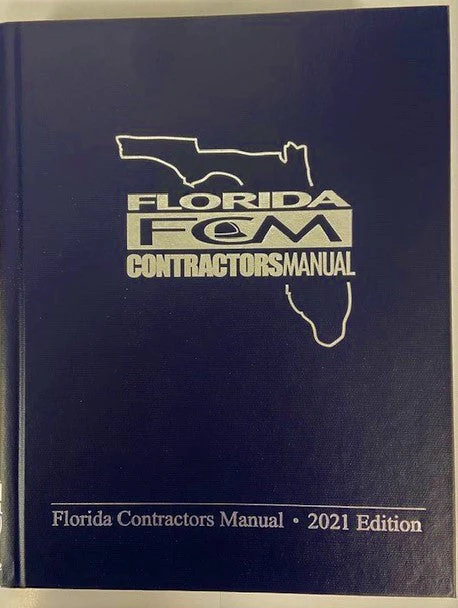 FLORIDA
FCM
CONTRACTORSMANUAL
Florida Contractors Manual • 2021 Edition